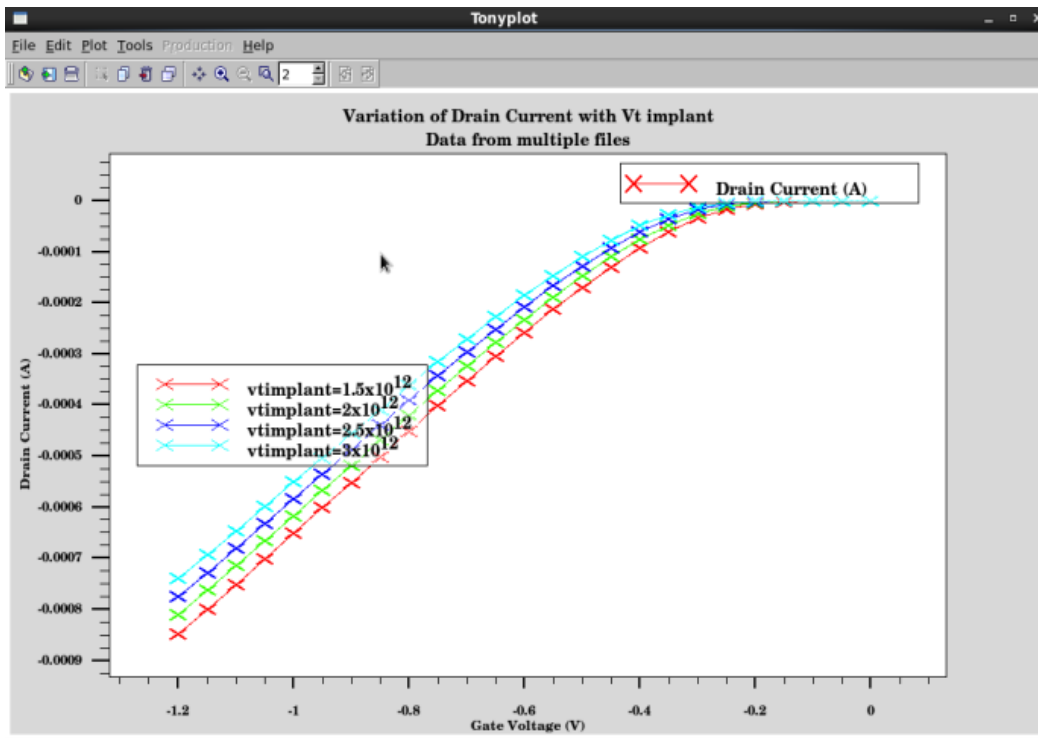 Tonyplot
File Edit Plot Tools Production Help
2
Variation of Drain Current with Vt implant
Data from multiple files
Drain Current (A)
0
-0.0001
-0.0002
-0.0003
-0.0004
-0.0005
-0.0006
-0.0007
-0.0008
-0.0009
Drain Current (A)
vtimplant=1.5x10¹²
vtimplant=2x10¹²
vtimplant=2.5x10¹²
vtimplant=3x10¹²
-1.2 -1 -0.8 -0.6 -0.4 -0.2 0
Gate Voltage (V)